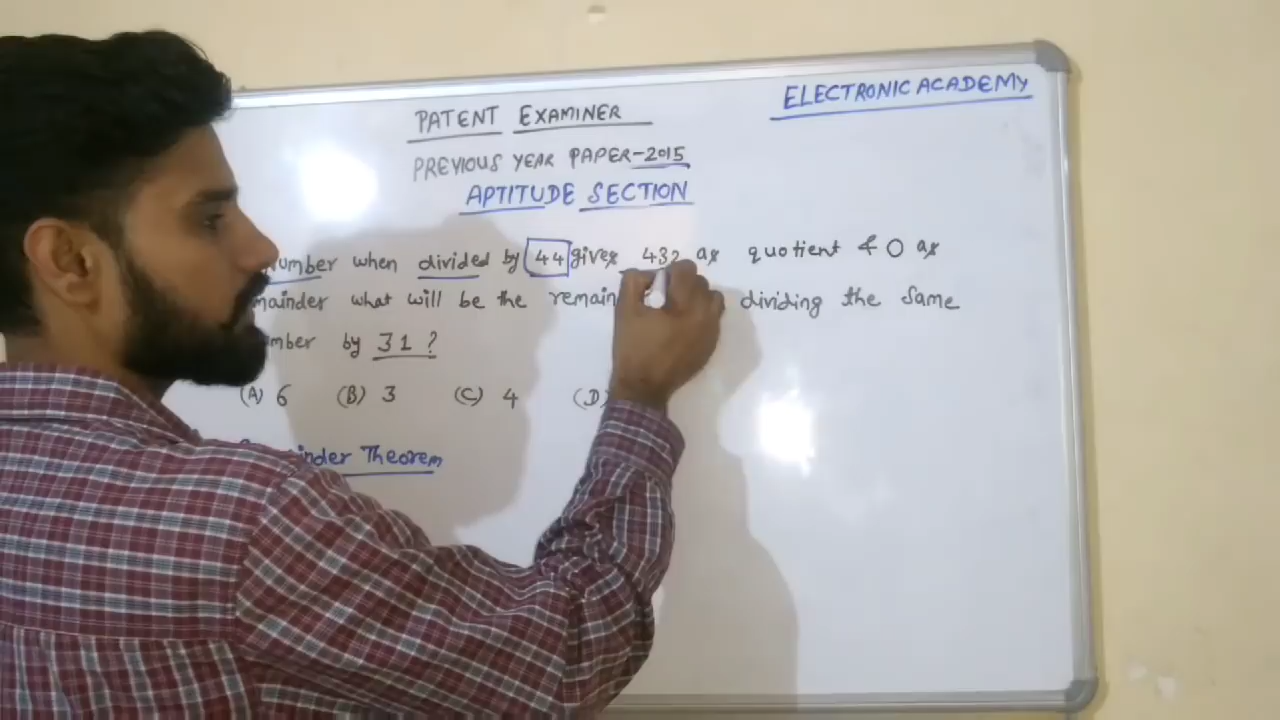 PATENT EXAMINER
ELECTRONIC ACADEMY
PREVIOUS YEAR PAPER-2015
APTITUDE SECTION
number when divided by 44 gives 432 as quotient & 0 as
mainder what will be the remain dividing the same
mber by 31 ?
(A) 6 (B) 3 (C) 4 (D)
inder Theorem